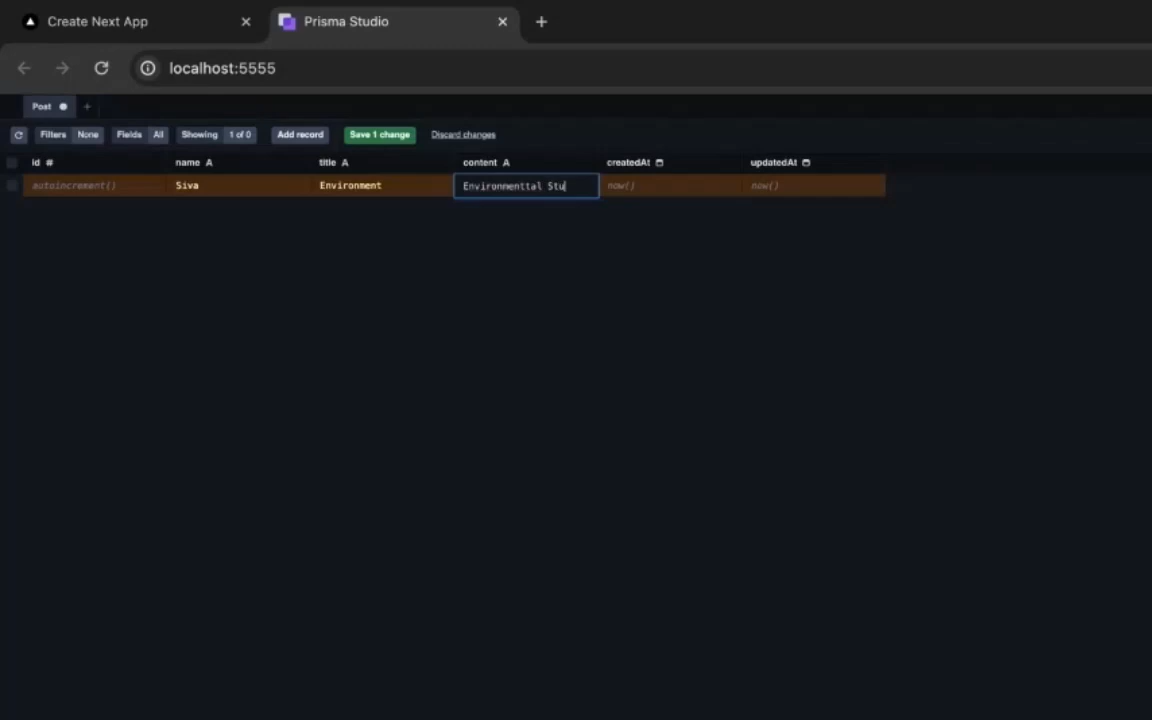 Create Next App Prisma Studio
localhost:5555
Post
Filters None Fields All Showing 1 of 0 Add record Save 1 change Discard changes
id # name A title A content A createdAt updatedAt
autoincrement() Siva Environment Environmenttal Stu now() now()